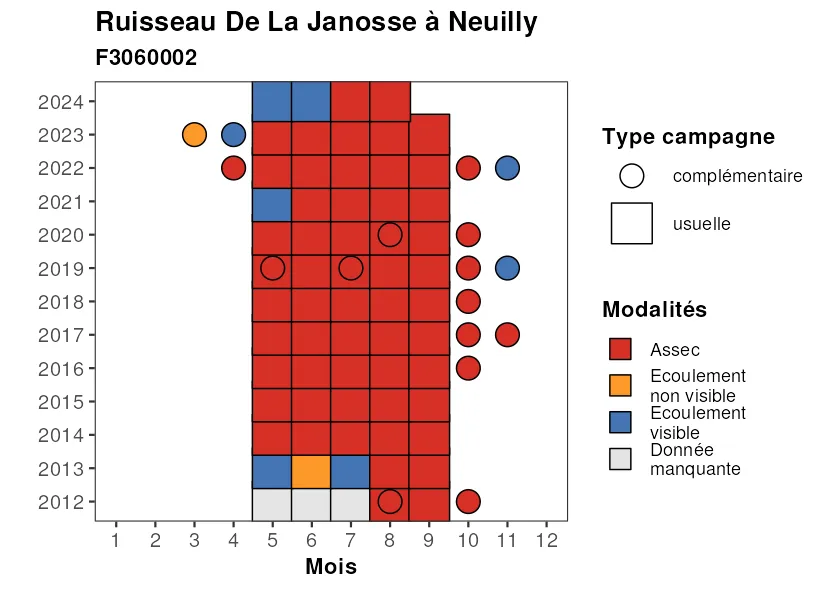 Ruisseau De La Janosse à Neuilly
F3060002
2024
2023
2022
2021
2020
2019
2018
2017
2016
2015
2014
2013
2012
1 2 3 4 5 6 7 8 9 10 11 12
Mois
Type campagne
complémentaire
usuelle
Modalités
Assec
Ecoulement
non visible
Ecoulement
visible
Donnée
manquante